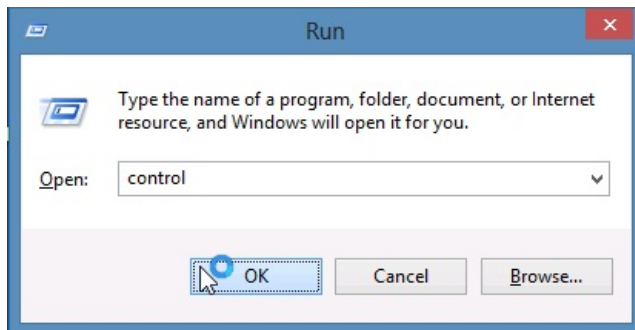 Run
Type the name of a program, folder, document, or Internet
resource, and Windows will open it for you.
Open: control
OK Cancel Browse...